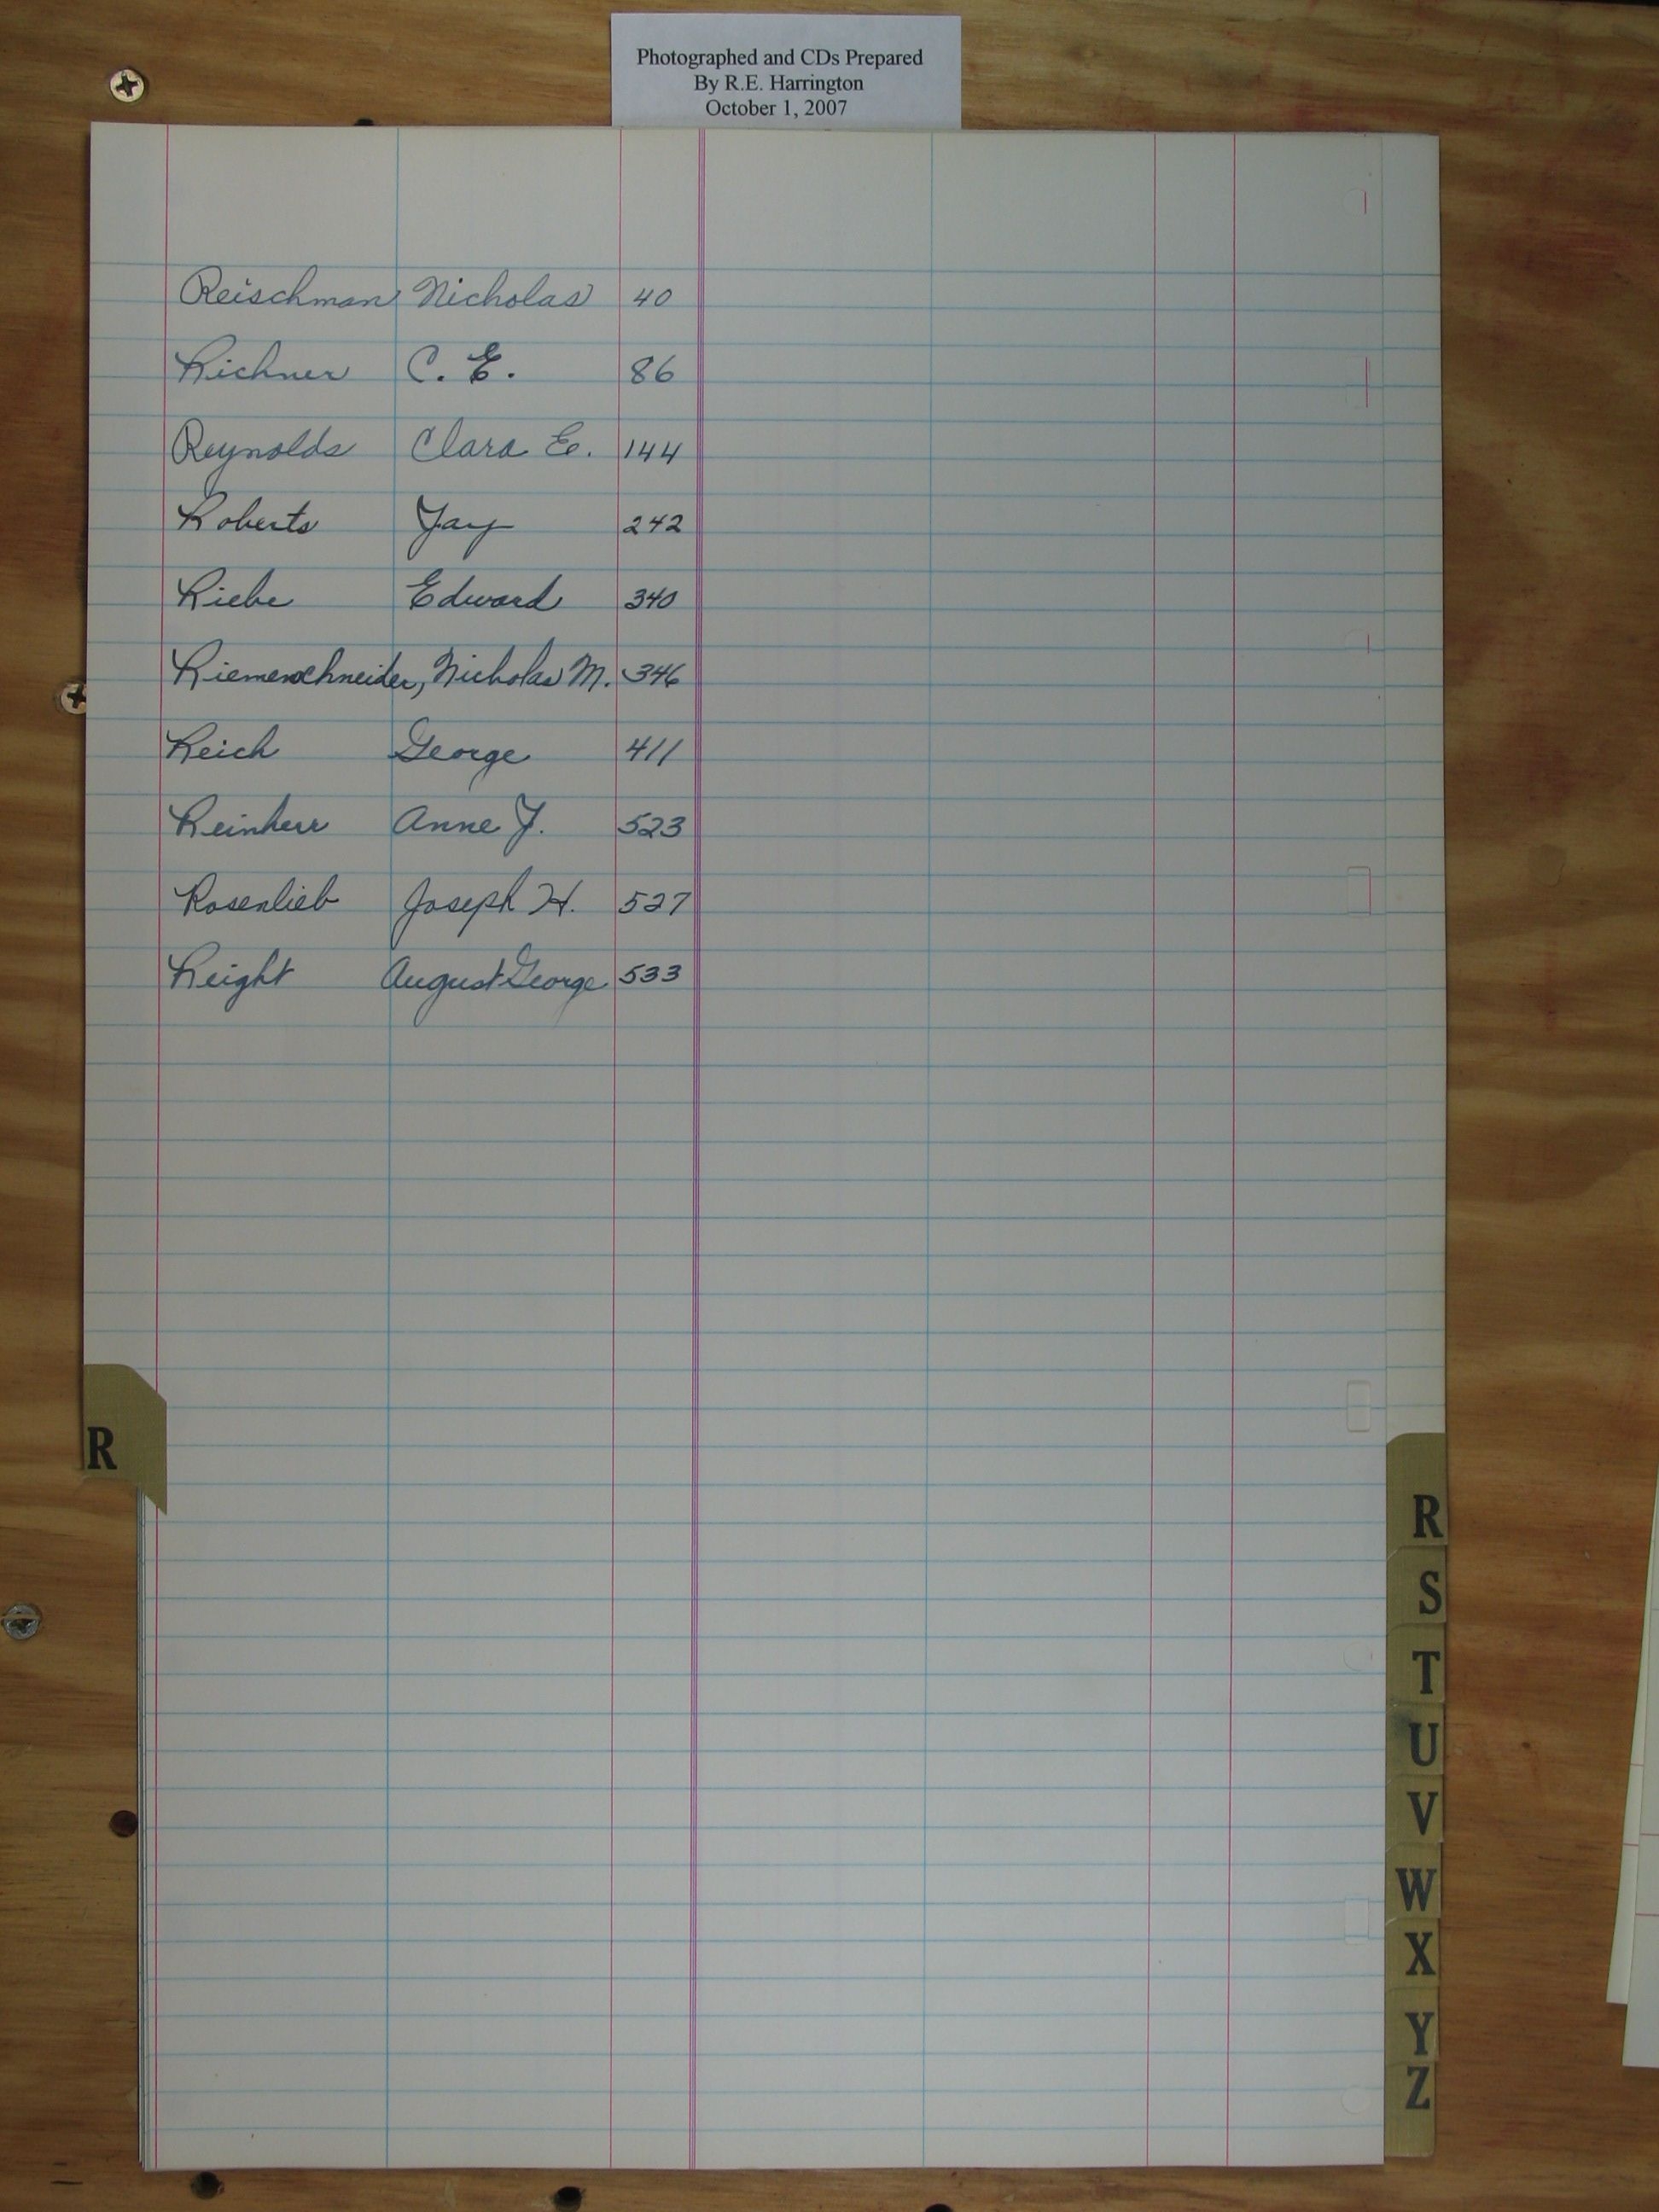 Photographed and CDs Prepared
By R.E. Harrington
October 1, 2007
Reischman Nicholas 40
Richner C. E. 86
Reynolds Clara E. 144
Roberts Jay 242
Riebe Edward 340
Riemenschneider, Nicholas M. 346
Reich George 411
Reinherr Anne J. 523
Rosenlieb Joseph H. 527
Reight August George 533
R
R
S
T
U
V
W
X
Y
Z